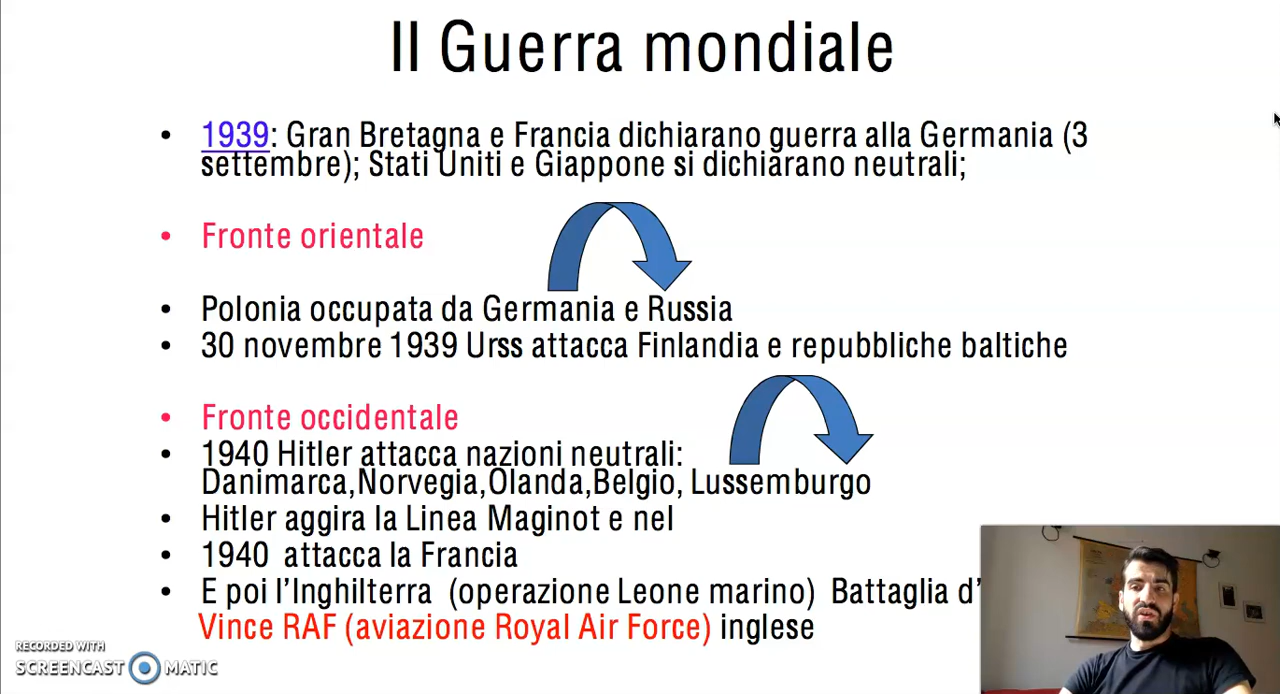 II Guerra mondiale
• 1939: Gran Bretagna e Francia dichiarano guerra alla Germania (3
settembre); Stati Uniti e Giappone si dichiarano neutrali;
• Fronte orientale
• Polonia occupata da Germania e Russia
• 30 novembre 1939 Urss attacca Finlandia e repubbliche baltiche
• Fronte occidentale
• 1940 Hitler attacca nazioni neutrali:
Danimarca,Norvegia,Olanda,Belgio, Lussemburgo
• Hitler aggira la Linea Maginot e nel
• 1940 attacca la Francia
• E poi l’Inghilterra (operazione Leone marino) Battaglia d’
Vince RAF (aviazione Royal Air Force) inglese
RECORDED WITH
SCREENCAST MATIC